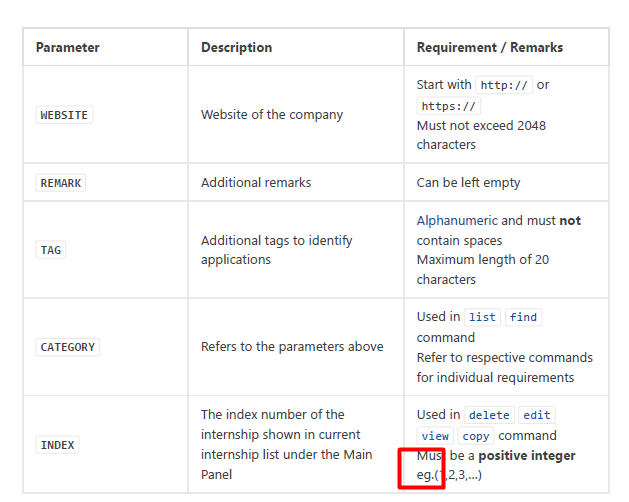 Parameter Description Requirement / Remarks
WEBSITE Website of the company
Start with http:// or
https://
Must not exceed 2048
characters
REMARK Additional remarks Can be left empty
TAG
Additional tags to identify
applications
Alphanumeric and must not
contain spaces
Maximum length of 20
characters
CATEGORY Refers to the parameters above
Used in list find
command
Refer to respective commands
for individual requirements
INDEX
The index number of the
internship shown in current
internship list under the Main
Panel
Used in delete edit
view copy command
Must be a positive integer
eg.(1,2,3,...)